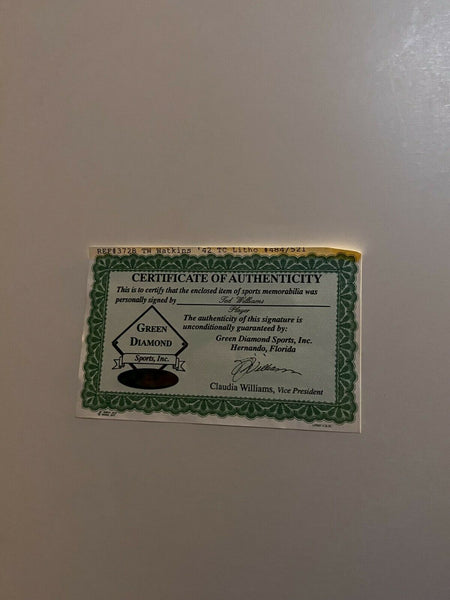 REF#3728 TW Watkins '42 TC Litho #484/521
CERTIFICATE OF AUTHENTICITY
This is to certify that the enclosed item of sports memorabilia was
personally signed by Ted Williams
Player
The authenticity of this signature is
unconditionally guaranteed by:
GREEN
DIAMOND
Sports, Inc.
Green Diamond Sports, Inc.
Hernando, Florida
Claudia Williams, Vice President